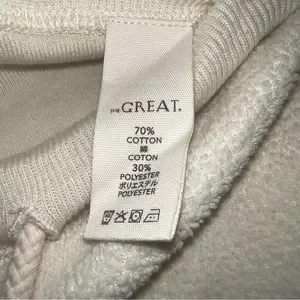 THE GREAT.
70%
COTTON
綿
COTON
30%
POLYESTER
ポリエステル
POLYESTER